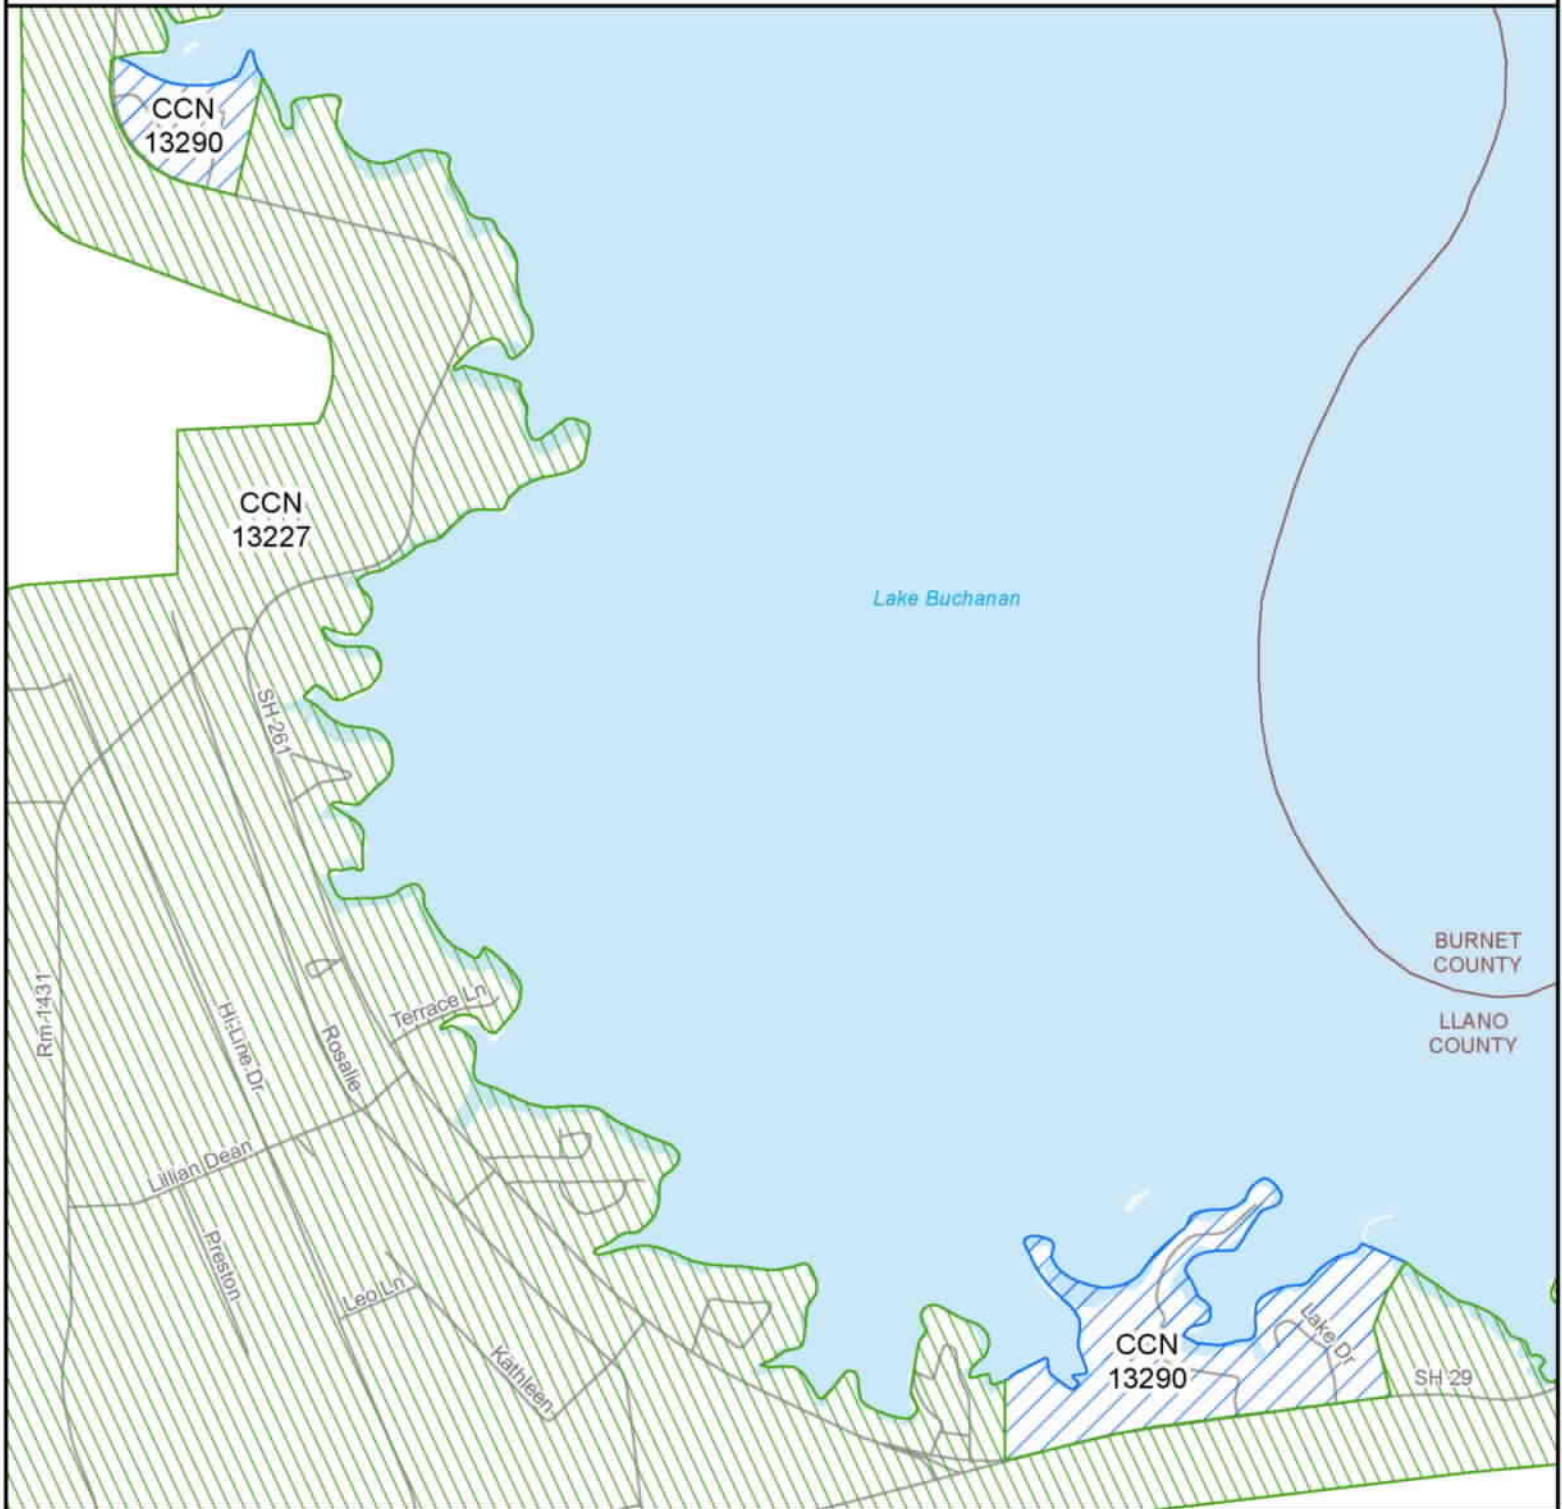 CCN
13290
CCN
13227
Lake Buchanan
SH 261
BURNET
COUNTY
LLANO
COUNTY
Rm 1431
Hi-Line Dr
Rosalie
Terrace Ln
Lillian Dean
Preston
Leo Ln
Kathleen
CCN
13290
Lake Dr
SH 29